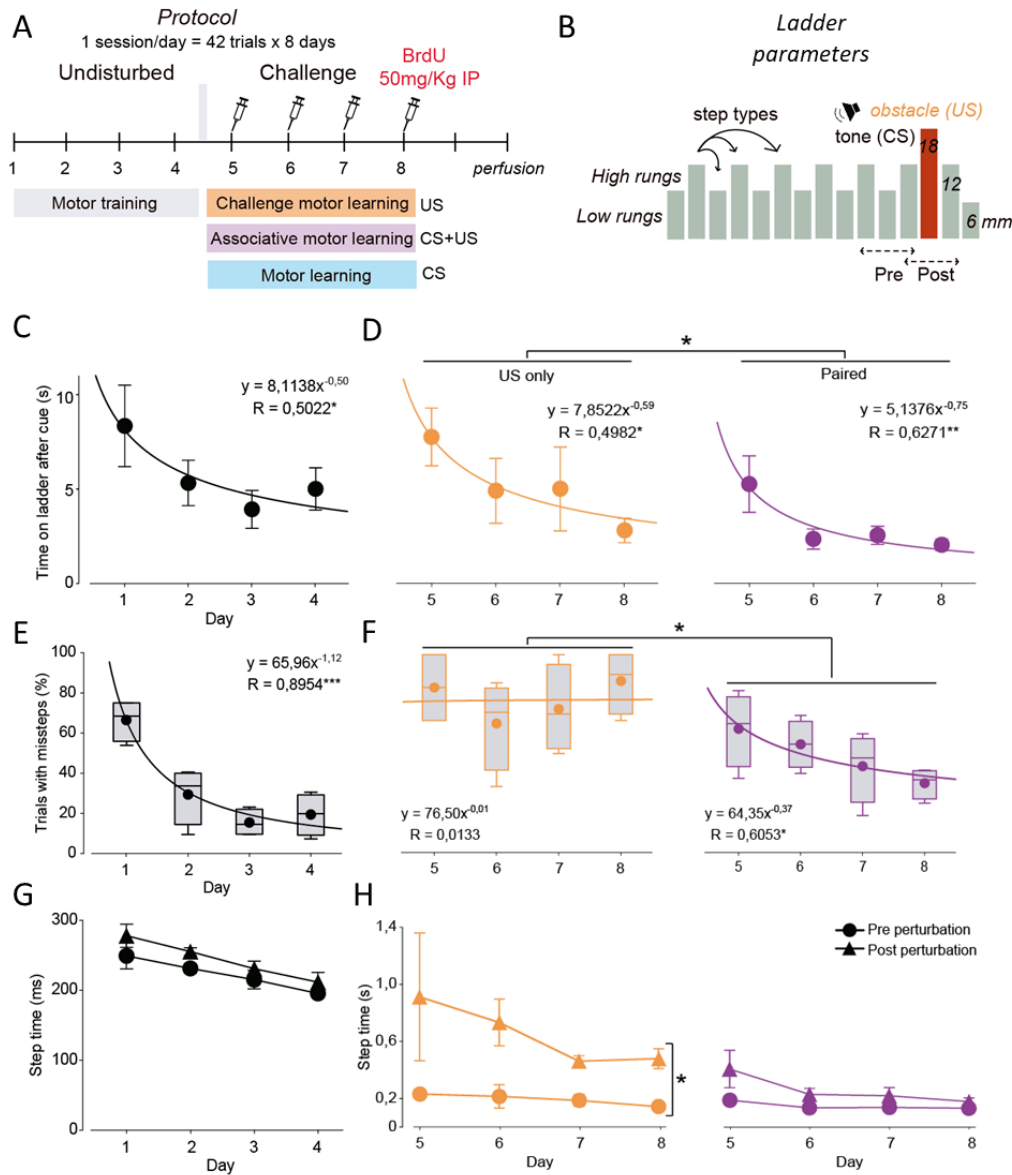 A
Protocol
1 session/day = 42 trials x 8 days
Undisturbed
Challenge
BrdU
50mg/Kg IP
1 2 3 4 5 6 7 8 perfusion
Motor training
Challenge motor learning US
Associative motor learning CS+US
Motor learning CS
B
Ladder
parameters
step types
obstacle (US)
tone (CS)
18
High rungs
12
Low rungs
6 mm
Pre Post
C
Time on ladder after cue (s)
10
5
0
y = 8,1138x-0,50
R = 0,5022*
1 2 3 4
Day
D
*
US only
Paired
y = 7,8522x-0,59
R = 0,4982*
y = 5,1376x-0,75
R = 0,6271**
5 6 7 8
5 6 7 8
E
Trials with missteps (%)
100
80
60
40
20
0
y = 65,96x-1,12
R = 0,8954***
1 2 3 4
Day
F
*
y = 76,50x-0,01
R = 0,0133
y = 64,35x-0,37
R = 0,6053*
5 6 7 8
5 6 7 8
G
Step time (ms)
300
200
100
0
1 2 3 4
Day
H
Step time (s)
1,4
1
0,6
0,2
0
*
Pre perturbation
Post perturbation
5 6 7 8
5 6 7 8
Day